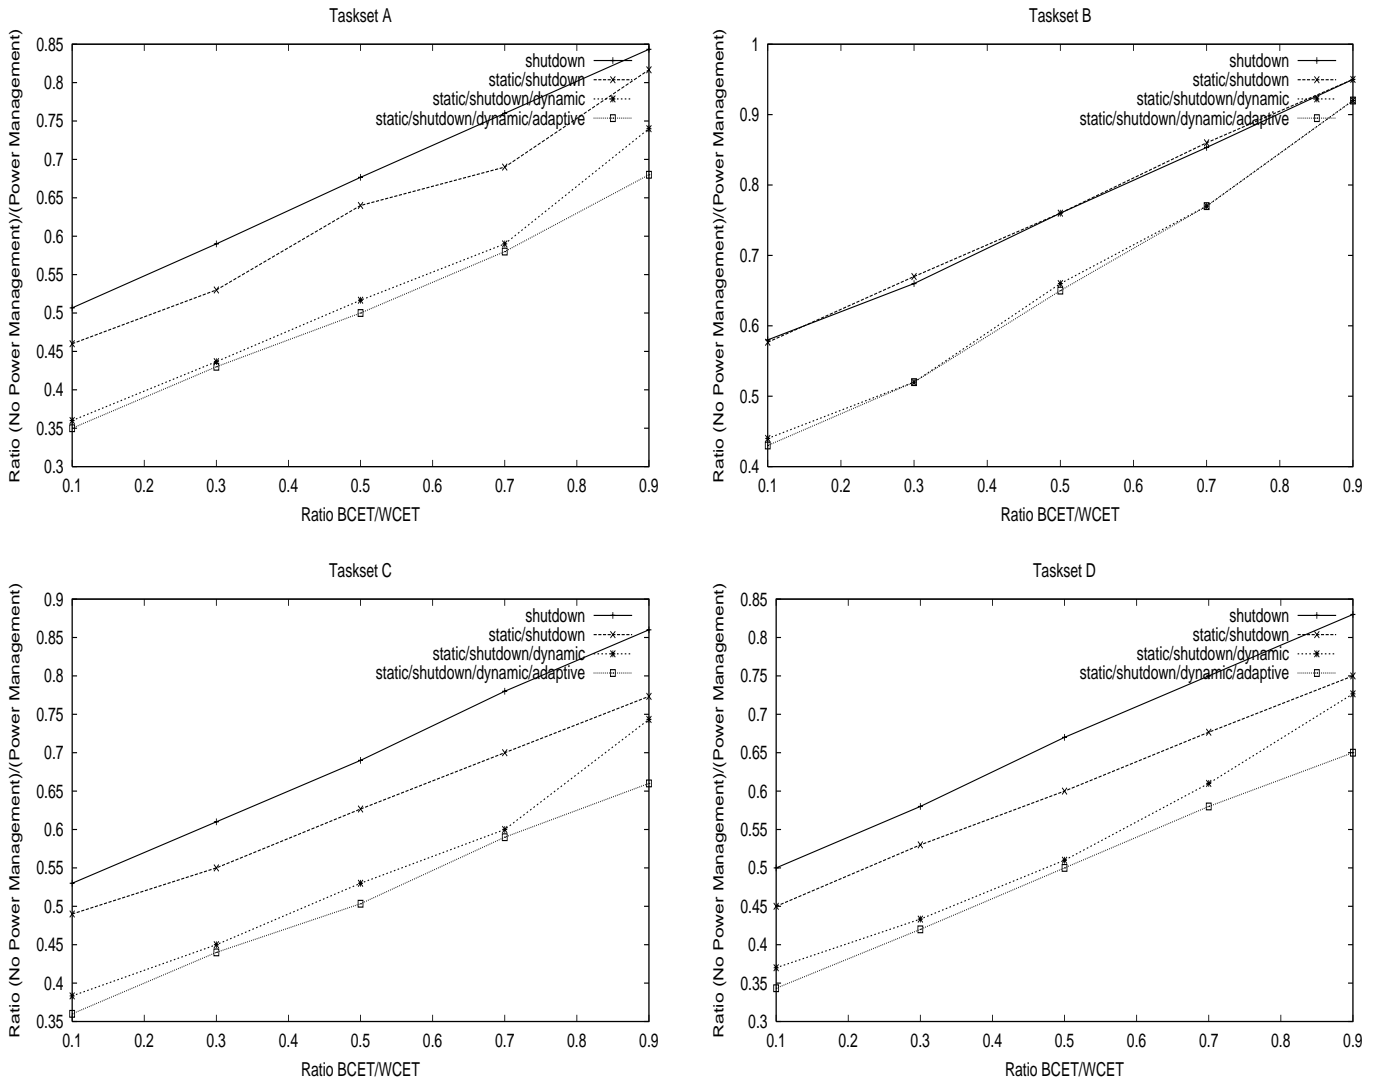 Taskset A
Ratio (No Power Management)/(Power Management)
0.85
0.8
0.75
0.7
0.65
0.6
0.55
0.5
0.45
0.4
0.35
0.3
shutdown
static/shutdown
static/shutdown/dynamic
static/shutdown/dynamic/adaptive
0.1 0.2 0.3 0.4 0.5 0.6 0.7 0.8 0.9
Ratio BCET/WCET
Taskset B
Ratio (No Power Management)/(Power Management)
1
0.9
0.8
0.7
0.6
0.5
0.4
shutdown
static/shutdown
static/shutdown/dynamic
static/shutdown/dynamic/adaptive
0.1 0.2 0.3 0.4 0.5 0.6 0.7 0.8 0.9
Ratio BCET/WCET
Taskset C
Ratio (No Power Management)/(Power Management)
0.9
0.85
0.8
0.75
0.7
0.65
0.6
0.55
0.5
0.45
0.4
0.35
shutdown
static/shutdown
static/shutdown/dynamic
static/shutdown/dynamic/adaptive
0.1 0.2 0.3 0.4 0.5 0.6 0.7 0.8 0.9
Ratio BCET/WCET
Taskset D
Ratio (No Power Management)/(Power Management)
0.85
0.8
0.75
0.7
0.65
0.6
0.55
0.5
0.45
0.4
0.35
0.3
shutdown
static/shutdown
static/shutdown/dynamic
static/shutdown/dynamic/adaptive
0.1 0.2 0.3 0.4 0.5 0.6 0.7 0.8 0.9
Ratio BCET/WCET